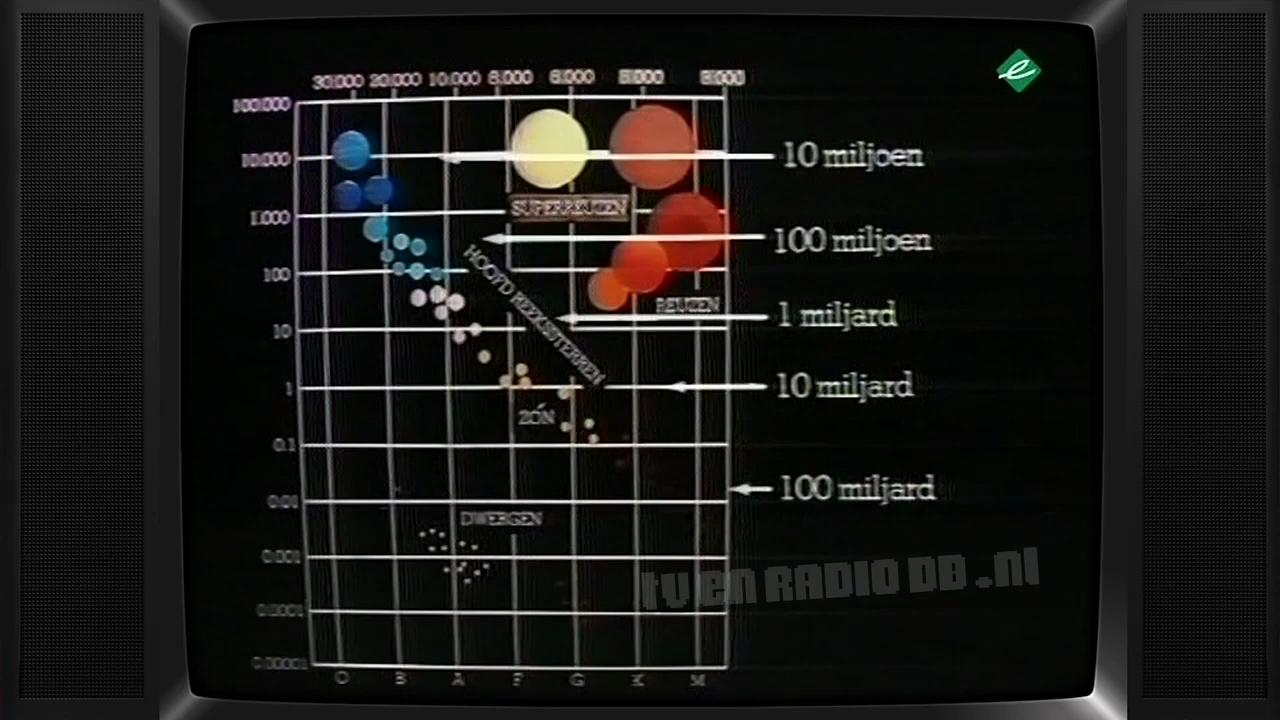 30.000 20.000 10.000 8.000 6.000 5.000 3.000
100.000
10.000
10 miljoen
SUPERREUZEN
1.000
100 miljoen
HOOFDREEKSSTERREN
100
REUZEN
1 miljard
10
1
10 miljard
ZON
0.1
100 miljard
0.01
DWERGEN
0.001
tv en RADIO DB .nl
0.0001
0.00001
O B A F G K M